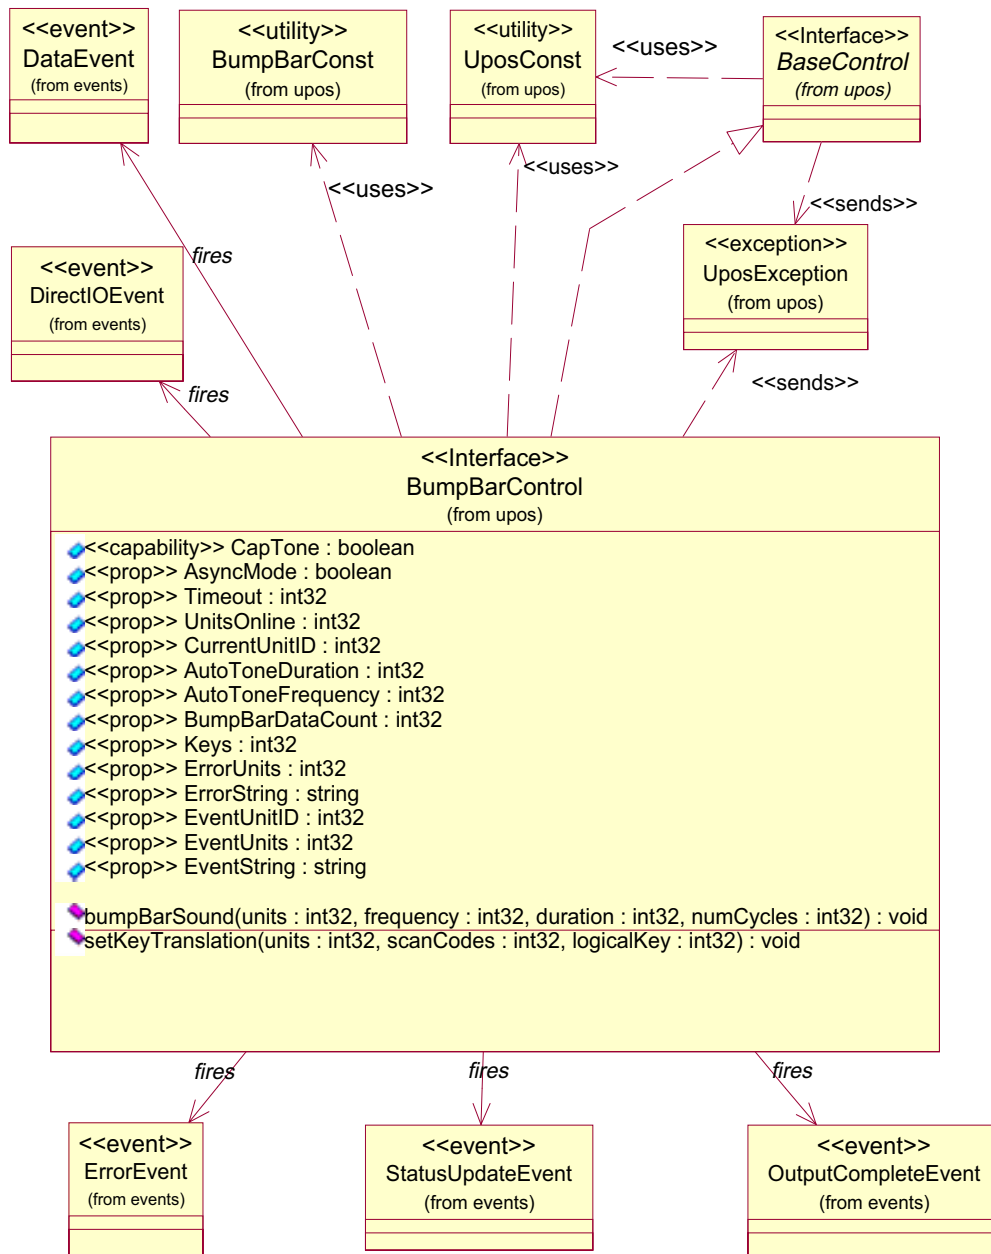 <<event>>
DataEvent
(from events)
<<utility>>
BumpBarConst
(from upos)
<<utility>>
UposConst
(from upos)
<<uses>>
<<Interface>>
BaseControl
(from upos)
<<uses>>
<<uses>>
<<sends>>
fires
<<event>>
DirectIOEvent
(from events)
<<exception>>
UposException
(from upos)
fires
<<sends>>
<<Interface>>
BumpBarControl
(from upos)
<<capability>> CapTone : boolean
<<prop>> AsyncMode : boolean
<<prop>> Timeout : int32
<<prop>> UnitsOnline : int32
<<prop>> CurrentUnitID : int32
<<prop>> AutoToneDuration : int32
<<prop>> AutoToneFrequency : int32
<<prop>> BumpBarDataCount : int32
<<prop>> Keys : int32
<<prop>> ErrorUnits : int32
<<prop>> ErrorString : string
<<prop>> EventUnitID : int32
<<prop>> EventUnits : int32
<<prop>> EventString : string
bumpBarSound(units : int32, frequency : int32, duration : int32, numCycles : int32) : void
setKeyTranslation(units : int32, scanCodes : int32, logicalKey : int32) : void
fires
fires
fires
<<event>>
ErrorEvent
(from events)
<<event>>
StatusUpdateEvent
(from events)
<<event>>
OutputCompleteEvent
(from events)